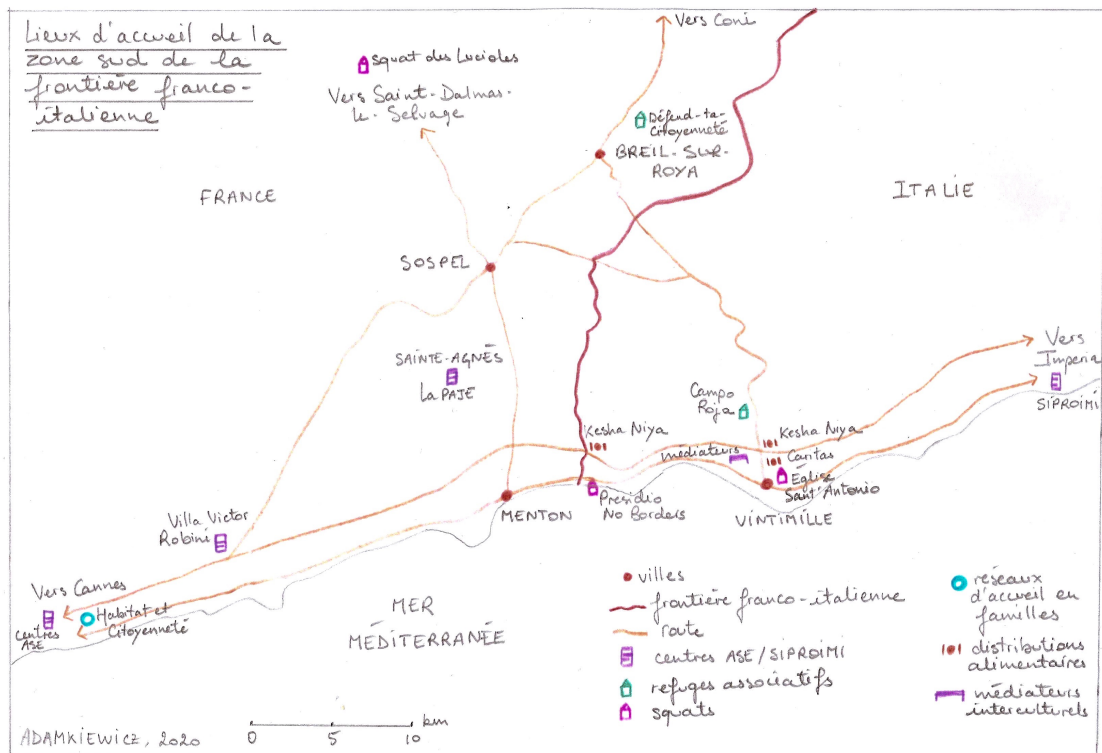 Lieux d'accueil de la
zone sud de la
frontière franco-
italienne
Vers Coni
Squat des Lucioles
Vers Saint-Dalmas-
le-Selvage
Défend-ta-
Citoyenneté
BREIL-SUR-
ROYA
FRANCE
ITALIE
SOSPEL
SAINTE-AGNÈS
La PAJE
Vers
Imperia
SIPROIMI
Campo
Roja
Kesha Niya
Kesha Niya
médiateurs
Caritas
Église
Sant'Antonio
Presidio
No Borders
MENTON
VINTIMILLE
Villa Victor
Robini
Vers Cannes
centres
ASE
Habitat et
Citoyenneté
MER
MÉDITERRANÉE
villes
frontière franco-italienne
route
centres ASE/SIPROIMI
refuges associatifs
squats
réseaux
d'accueil en
familles
distributions
alimentaires
médiateurs
interculturels
km
0 5 10
ADAMKIEWICZ, 2020